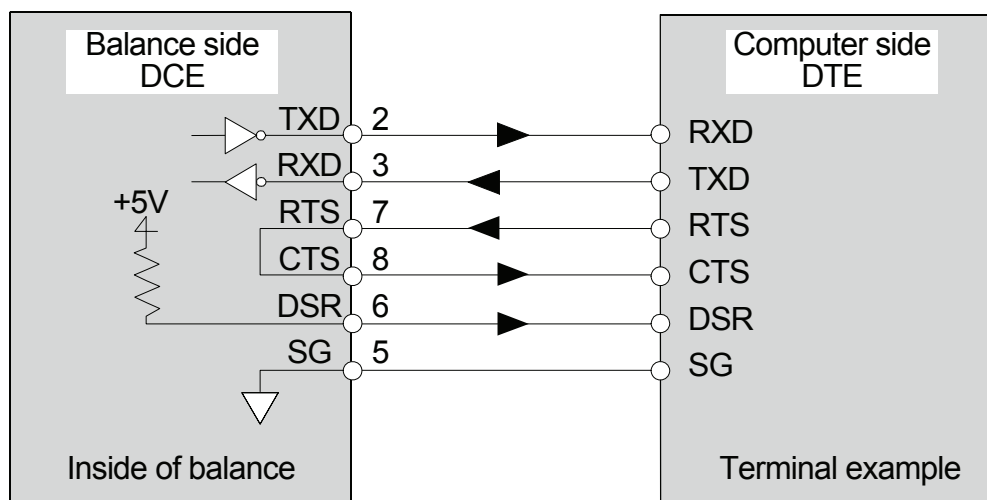 Balance side
DCE
Computer side
DTE
TXD 2 RXD
RXD 3 TXD
+5V
RTS 7 RTS
CTS 8 CTS
DSR 6 DSR
SG 5 SG
Inside of balance
Terminal example